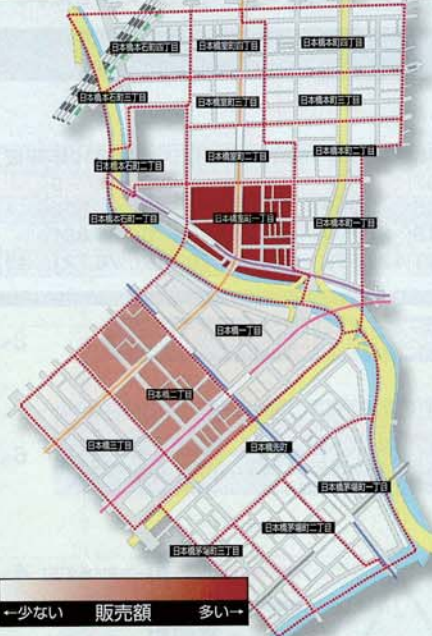 日本橋本石町四丁目
日本橋室町四丁目
日本橋本町四丁目
日本橋本石町三丁目
日本橋室町三丁目
日本橋本町三丁目
日本橋本石町二丁目
日本橋室町二丁目
日本橋本町二丁目
日本橋本石町一丁目
日本橋室町一丁目
日本橋本町一丁目
日本橋一丁目
日本橋二丁目
日本橋三丁目
日本橋兜町
日本橋茅場町一丁目
日本橋茅場町二丁目
日本橋茅場町三丁目
←少ない 販売額 多い→